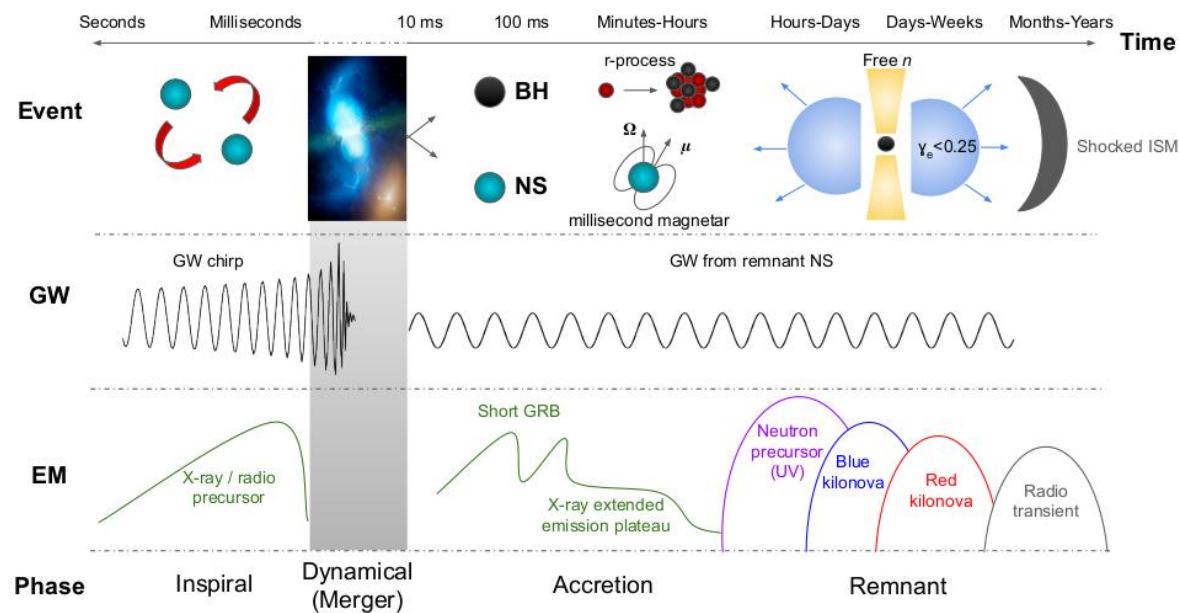 Seconds Milliseconds 10 ms 100 ms Minutes-Hours Hours-Days Days-Weeks Months-Years
Time
Event
r-process
BH
NS
Ω
μ
millisecond magnetar
Free n
γe<0.25
Shocked ISM
GW
GW chirp
GW from remnant NS
EM
X-ray / radio
precursor
Short GRB
X-ray extended
emission plateau
Neutron
precursor
(UV)
Blue
kilonova
Red
kilonova
Radio
transient
Phase
Inspiral
Dynamical
(Merger)
Accretion
Remnant